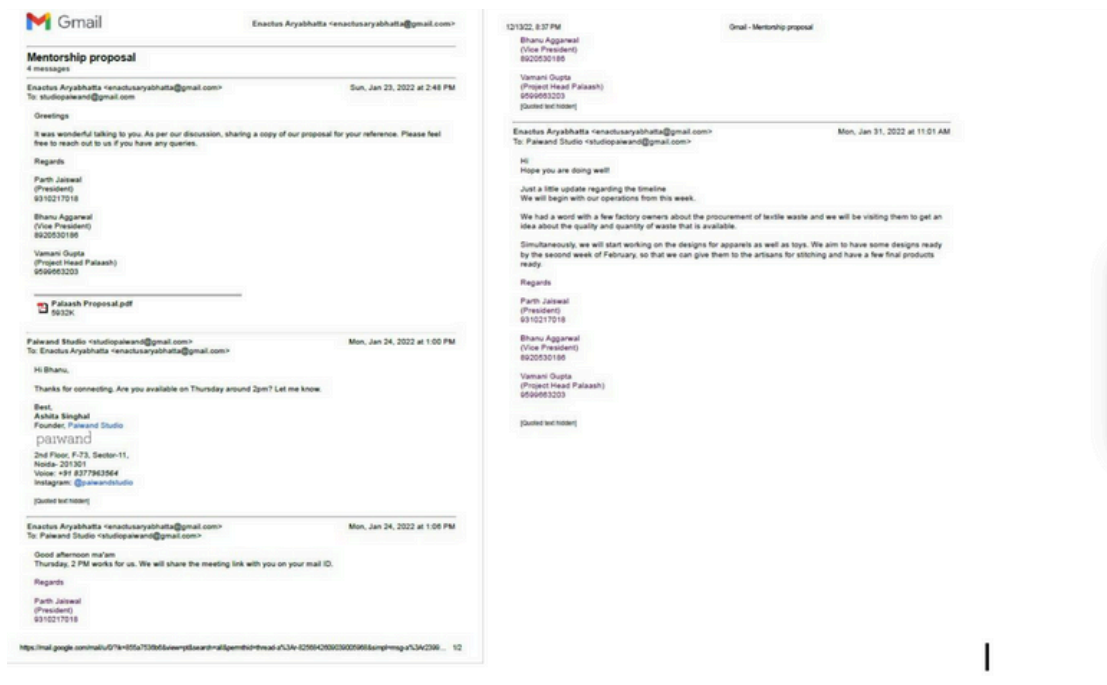 Gmail
Enactus Aryabhatta <enactusaryabhatta@gmail.com>
Mentorship proposal
4 messages
Enactus Aryabhatta <enactusaryabhatta@gmail.com>
Sun, Jan 23, 2022 at 2:48 PM
To: studiopaiwand@gmail.com
Greetings
It was wonderful talking to you. As per our discussion, sharing a copy of our proposal for your reference. Please feel
free to reach out to us if you have any queries.
Regards
Parth Jaiswal
(President)
9310217018
Bhanu Aggarwal
(Vice President)
8920530186
Vamani Gupta
(Project Head Palaash)
9599663203
Palaash Proposal.pdf
5932K
Paiwand Studio <studiopaiwand@gmail.com>
Mon, Jan 24, 2022 at 1:00 PM
To: Enactus Aryabhatta <enactusaryabhatta@gmail.com>
Hi Bhanu,
Thanks for connecting. Are you available on Thursday around 2pm? Let me know.
Best,
Ashita Singhal
Founder, Paiwand Studio
paiwand
2nd Floor, F-73, Sector-11,
Noida- 201301
Voice: +91 8377963564
Instagram: @paiwandstudio
[Quoted text hidden]
Enactus Aryabhatta <enactusaryabhatta@gmail.com>
Mon, Jan 24, 2022 at 1:06 PM
To: Paiwand Studio <studiopaiwand@gmail.com>
Good afternoon ma'am
Thursday, 2 PM works for us. We will share the meeting link with you on your mail ID.
Regards
Parth Jaiswal
(President)
9310217018
1/2
12/13/22, 8:37 PM
Gmail - Mentorship proposal
Bhanu Aggarwal
(Vice President)
8920530186
Vamani Gupta
(Project Head Palaash)
9599663203
[Quoted text hidden]
Enactus Aryabhatta <enactusaryabhatta@gmail.com>
Mon, Jan 31, 2022 at 11:01 AM
To: Paiwand Studio <studiopaiwand@gmail.com>
Hi
Hope you are doing well!
Just a little update regarding the timeline
We will begin with our operations from this week.
We had a word with a few factory owners about the procurement of textile waste and we will be visiting them to get an
idea about the quality and quantity of waste that is available.
Simultaneously, we will start working on the designs for apparels as well as toys. We aim to have some designs ready
by the second week of February, so that we can give them to the artisans for stitching and have a few final products
ready.
Regards
Parth Jaiswal
(President)
9310217018
Bhanu Aggarwal
(Vice President)
8920530186
Vamani Gupta
(Project Head Palaash)
9599663203
[Quoted text hidden]